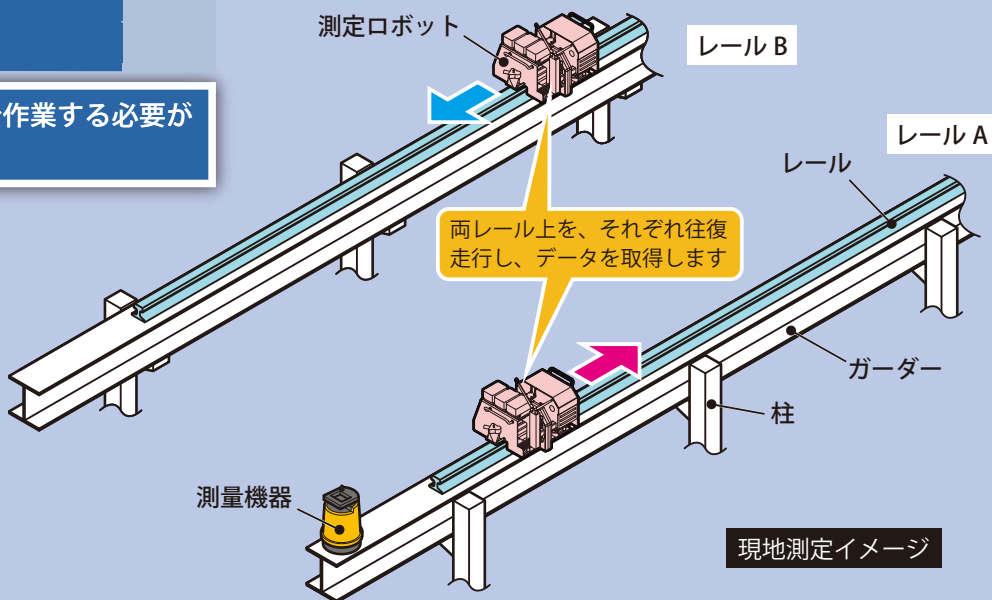 測定ロボット
レール B
作業する必要が
レール A
レール
両レール上を、それぞれ往復
走行し、データを取得します
ガーダー
柱
測量機器
現地測定イメージ